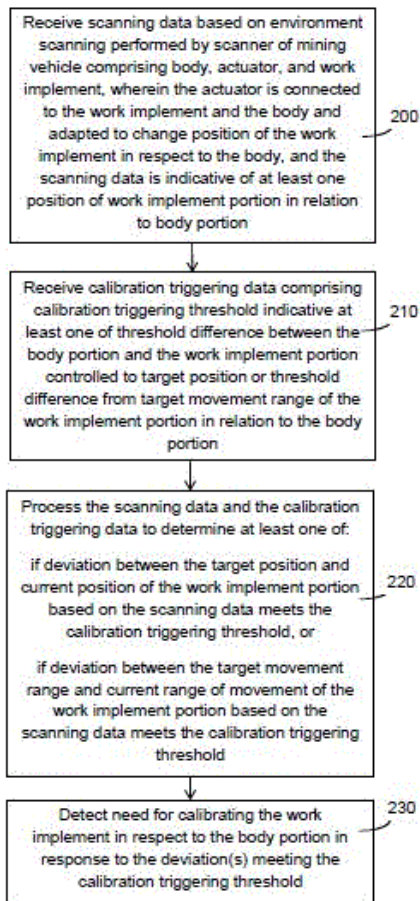 Receive scanning data based on environment
scanning performed by scanner of mining
vehicle comprising body, actuator, and work
implement, wherein the actuator is connected
to the work implement and the body and
adapted to change position of the work
implement in respect to the body, and the
scanning data is indicative of at least one
position of work implement portion in relation
to body portion
200
Receive calibration triggering data comprising
calibration triggering threshold indicative at
least one of threshold difference between the
body portion and the work implement portion
controlled to target position or threshold
difference from target movement range of the
work implement portion in relation to the body
portion
210
Process the scanning data and the calibration
triggering data to determine at least one of:
if deviation between the target position and
current position of the work implement portion
based on the scanning data meets the
calibration triggering threshold, or
if deviation between the target movement
range and current range of movement of the
work implement portion based on the
scanning data meets the calibration triggering
threshold
220
Detect need for calibrating the work
implement in respect to the body portion in
response to the deviation(s) meeting the
calibration triggering threshold
230